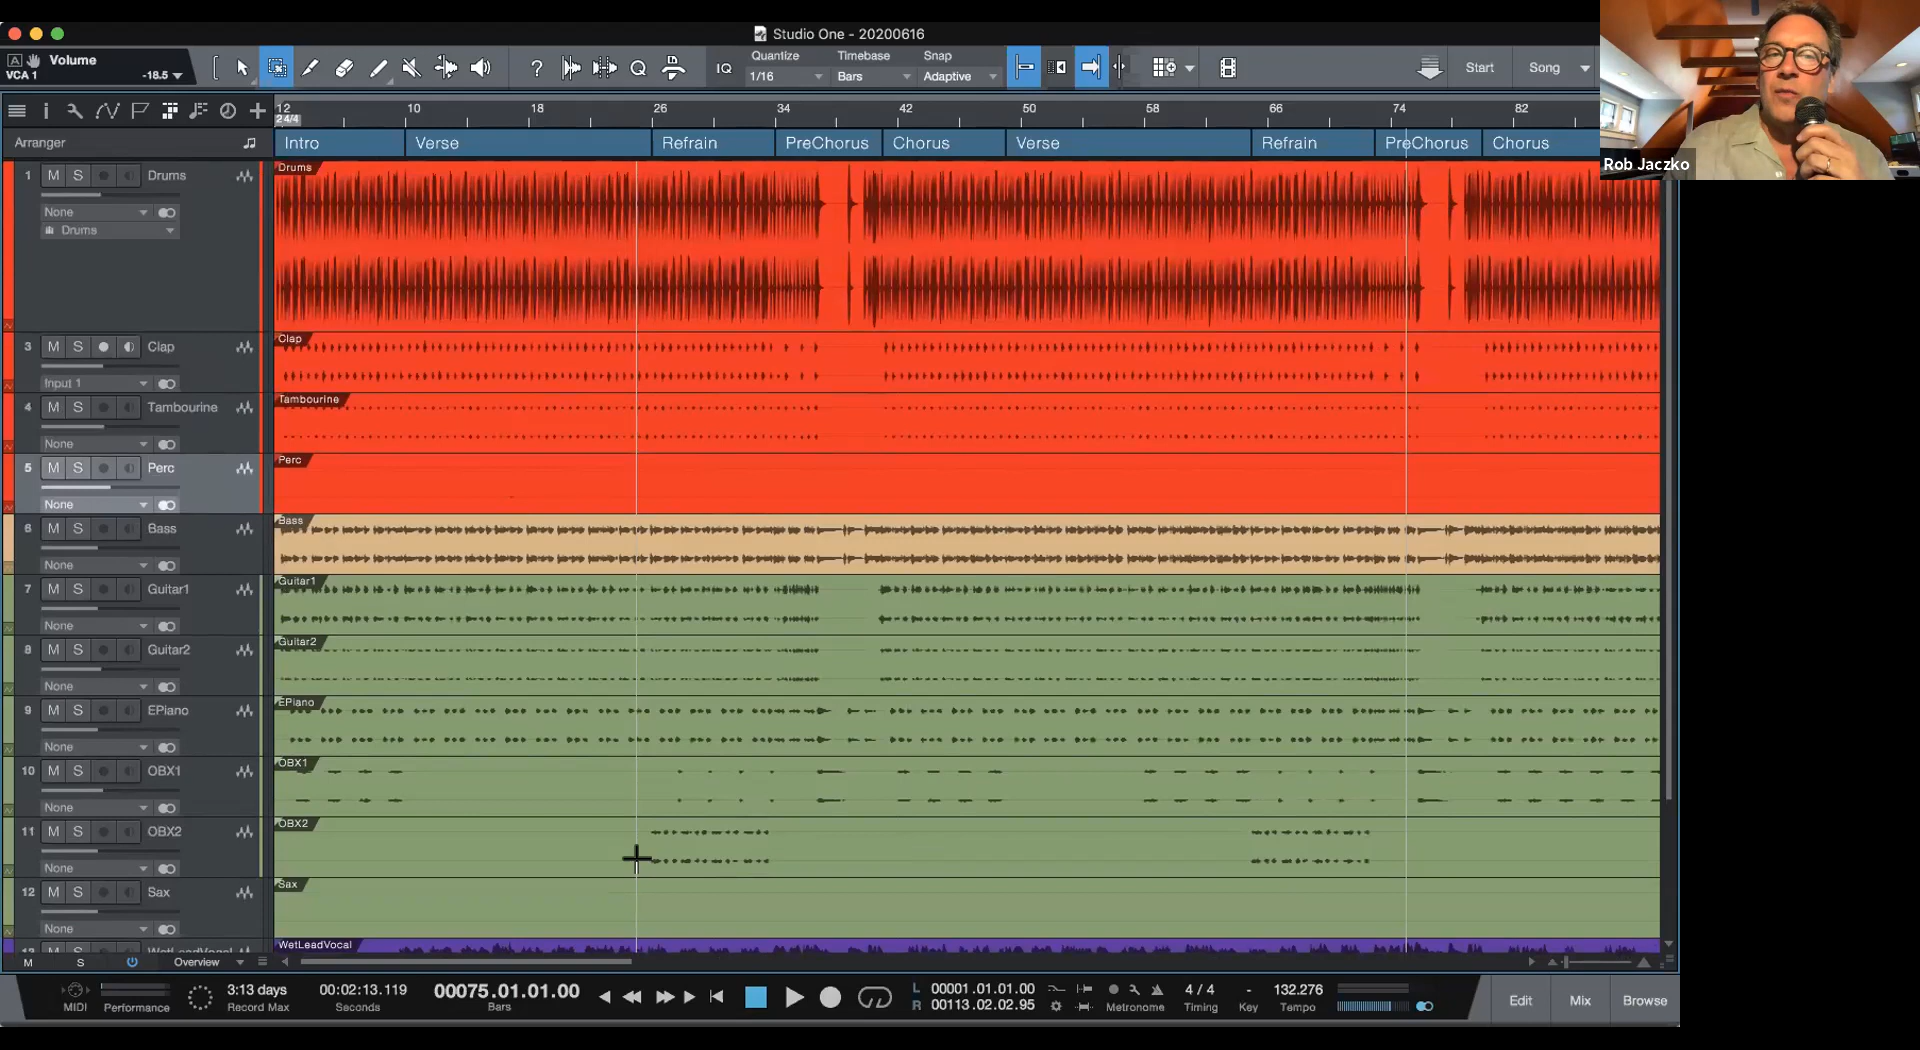 Studio One - 20200616
A Volume
VCA 1 -18.5
IQ Quantize Timebase Snap
1/16 Bars Adaptive
Start Song
12 10 18 26 34 42 50 58 66 74 82
24/4
Arranger Intro Verse Refrain PreChorus Chorus Verse Refrain PreChorus Chorus
Rob Jaczko
1 M S Drums
None
Drums
Drums
3 M S Clap
Input 1
Clap
4 M S Tambourine
None
Tambourine
5 M S Perc
None
Perc
6 M S Bass
None
Bass
7 M S Guitar1
None
Guitar1
8 M S Guitar2
None
Guitar2
9 M S EPiano
None
EPiano
10 M S OBX1
None
OBX1
11 M S OBX2
None
OBX2
12 M S Sax
None
Sax
13 WetLeadVocal
WetLeadVocal
M S Overview
MIDI Performance
3:13 days
Record Max
00:02:13.119
Seconds
00075.01.01.00
Bars
L 00001.01.01.00
R 00113.02.02.95
Metronome
4 / 4
Timing
-
Key
132.276
Tempo
Edit Mix Browse